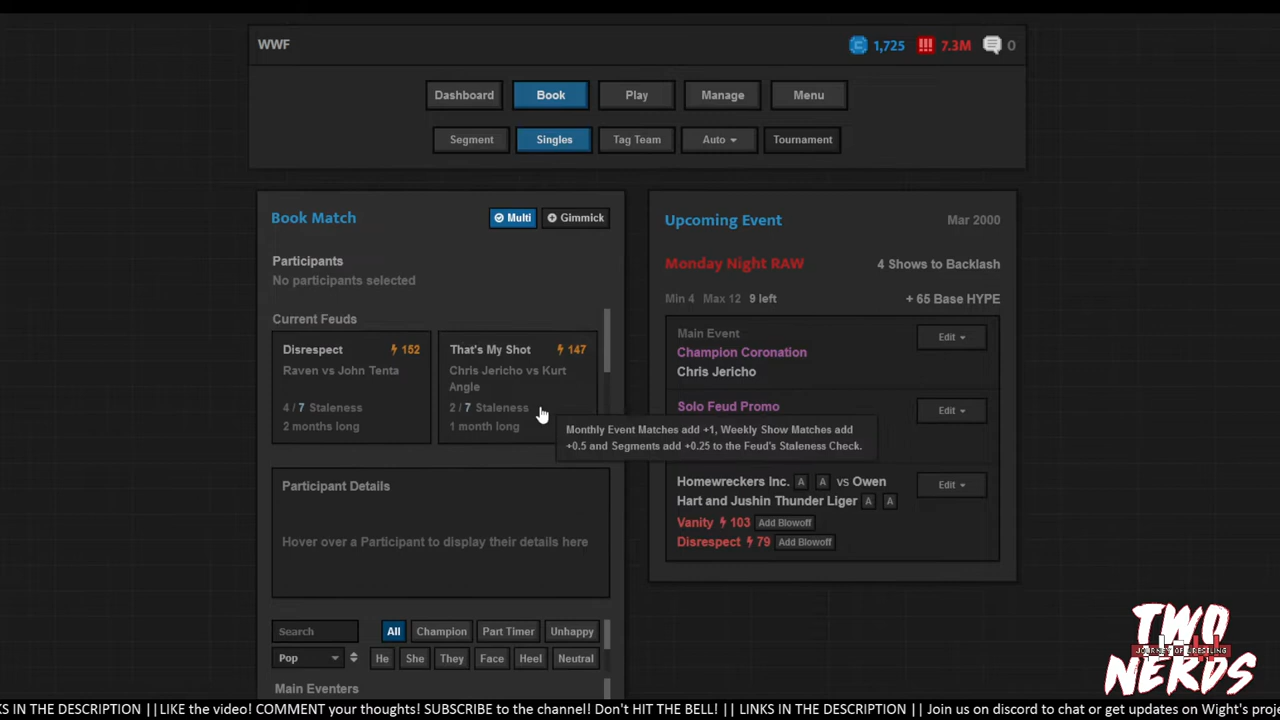 WWF
1,725
7.3M
0
Dashboard
Book
Play
Manage
Menu
Segment
Singles
Tag Team
Auto
Tournament
Book Match
Multi
Gimmick
Participants
No participants selected
Current Feuds
Disrespect 152
Raven vs John Tenta
4 / 7 Staleness
2 months long
That's My Shot 147
Chris Jericho vs Kurt
Angle
2 / 7 Staleness
1 month long
Monthly Event Matches add +1, Weekly Show Matches add
+0.5 and Segments add +0.25 to the Feud's Staleness Check.
Participant Details
Hover over a Participant to display their details here
Search
All
Champion
Part Timer
Unhappy
Pop
He
She
They
Face
Heel
Neutral
Main Eventers
Upcoming Event
Mar 2000
Monday Night RAW
4 Shows to Backlash
Min 4 Max 12 9 left
+ 65 Base HYPE
Main Event
Champion Coronation
Chris Jericho
Edit
Solo Feud Promo
Edit
Homewreckers Inc. A A vs Owen
Hart and Jushin Thunder Liger A A
Edit
Vanity 103 Add Blowoff
Disrespect 79 Add Blowoff
TWO
JOURNEY OF WRESTLING
NERDS
KS IN THE DESCRIPTION ||LIKE the video! COMMENT your thoughts! SUBSCRIBE to the channel! Don't HIT THE BELL! || LINKS IN THE DESCRIPTION || Join us on discord to chat or get updates on Wight's proje